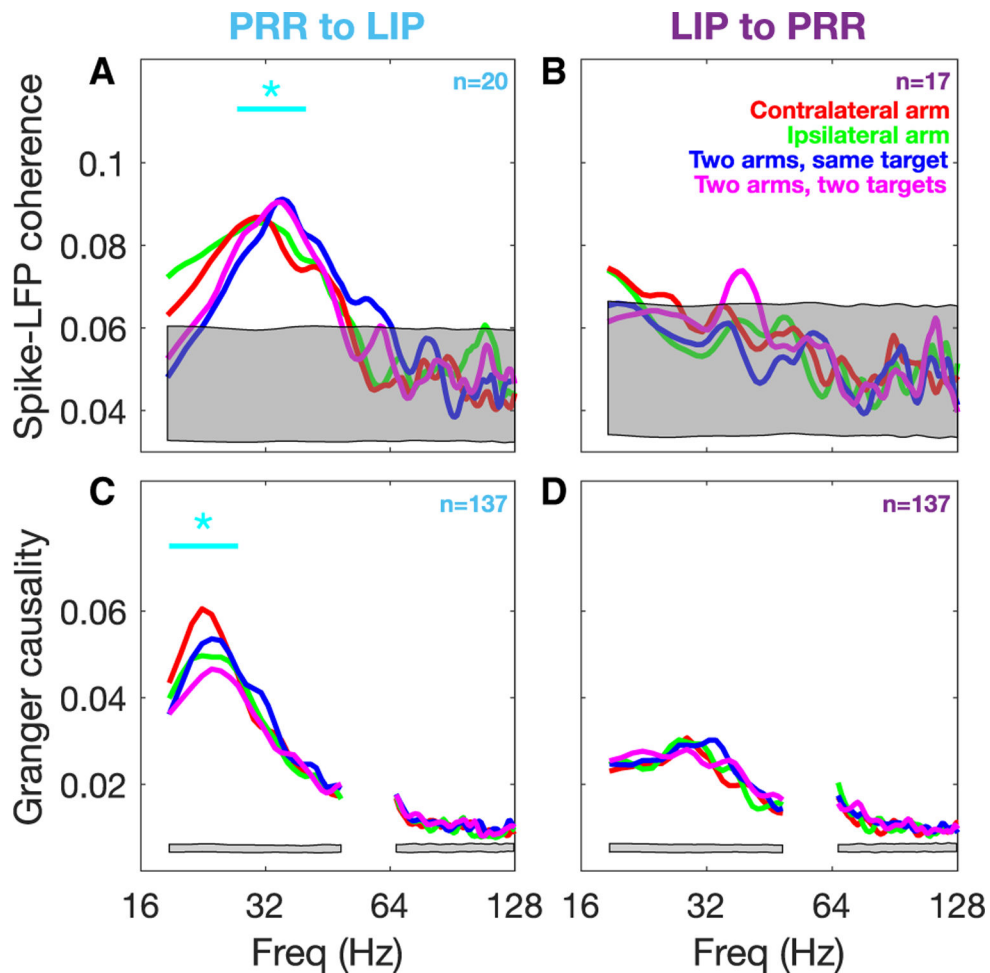 PRR to LIP
LIP to PRR
A
*
n=20
B
n=17
Contralateral arm
Ipsilateral arm
Two arms, same target
Two arms, two targets
Spike-LFP coherence
0.1
0.08
0.06
0.04
C
*
n=137
D
n=137
Granger causality
0.06
0.04
0.02
16 32 64 128
16 32 64 128
Freq (Hz)
Freq (Hz)